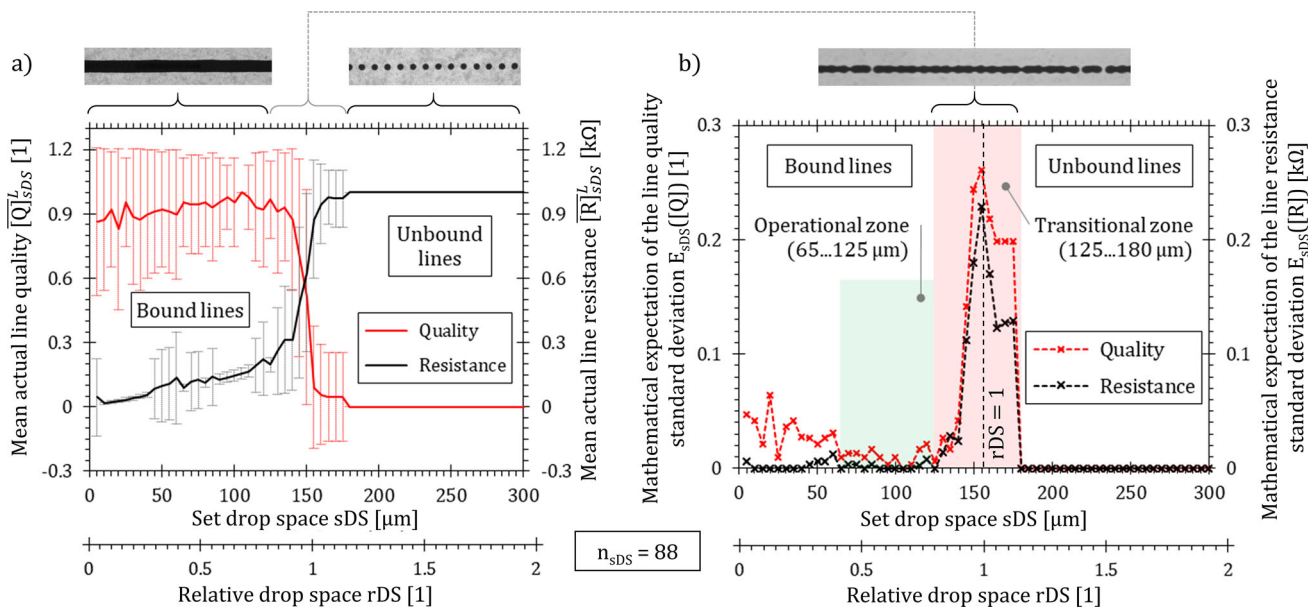 a)
Mean actual line quality [Q]ᴸsDS [1]
1.2
0.9
0.6
0.3
0
-0.3
Bound lines
Unbound
lines
Quality
Resistance
1.2
0.9
0.6
0.3
0
-0.3
Mean actual line resistance [R]ᴸsDS [kΩ]
0
50
100
150
200
250
300
Set drop space sDS [µm]
0
0.5
1
1.5
2
Relative drop space rDS [1]
n_sDS = 88
b)
Mathematical expectation of the line quality
standard deviation E_sDS([Q]) [1]
0.3
0.2
0.1
0
Bound lines
Unbound lines
Operational zone
(65...125 µm)
Transitional zone
(125...180 µm)
Quality
Resistance
rDS = 1
0.3
0.2
0.1
0
Mathematical expectation of the line resistance
standard deviation E_sDS([R]) [kΩ]
0
50
100
150
200
250
300
Set drop space sDS [µm]
0
0.5
1
1.5
2
Relative drop space rDS [1]